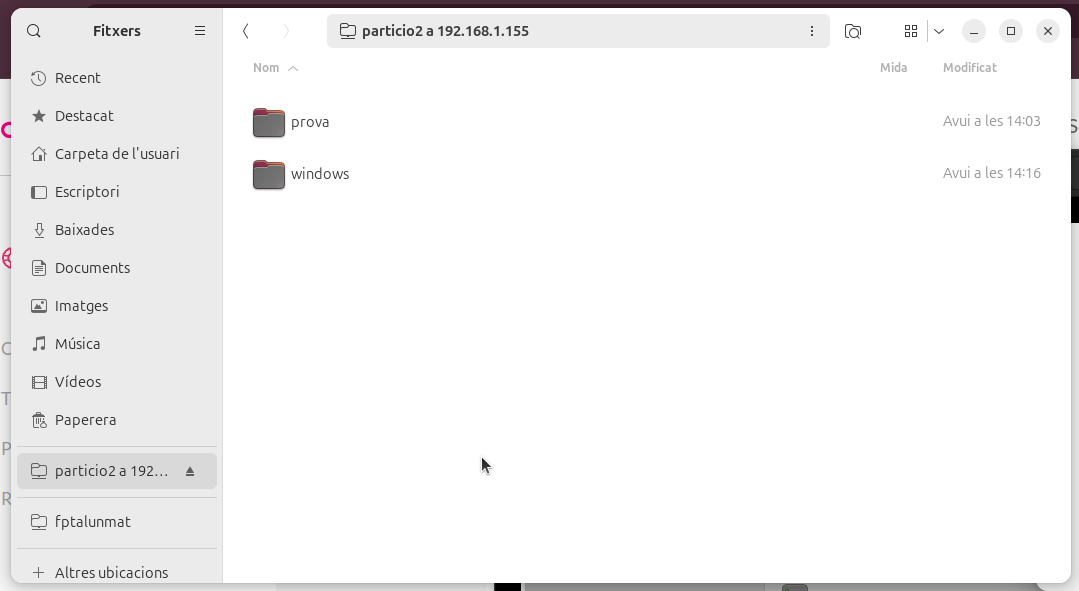 Fitxers
particio2 a 192.168.1.155
Recent
Destacat
Carpeta de l'usuari
Escriptori
Baixades
Documents
Imatges
Música
Vídeos
Paperera
particio2 a 192…
fptalunmat
Altres ubicacions
Nom Mida Modificat
prova Avui a les 14:03
windows Avui a les 14:16